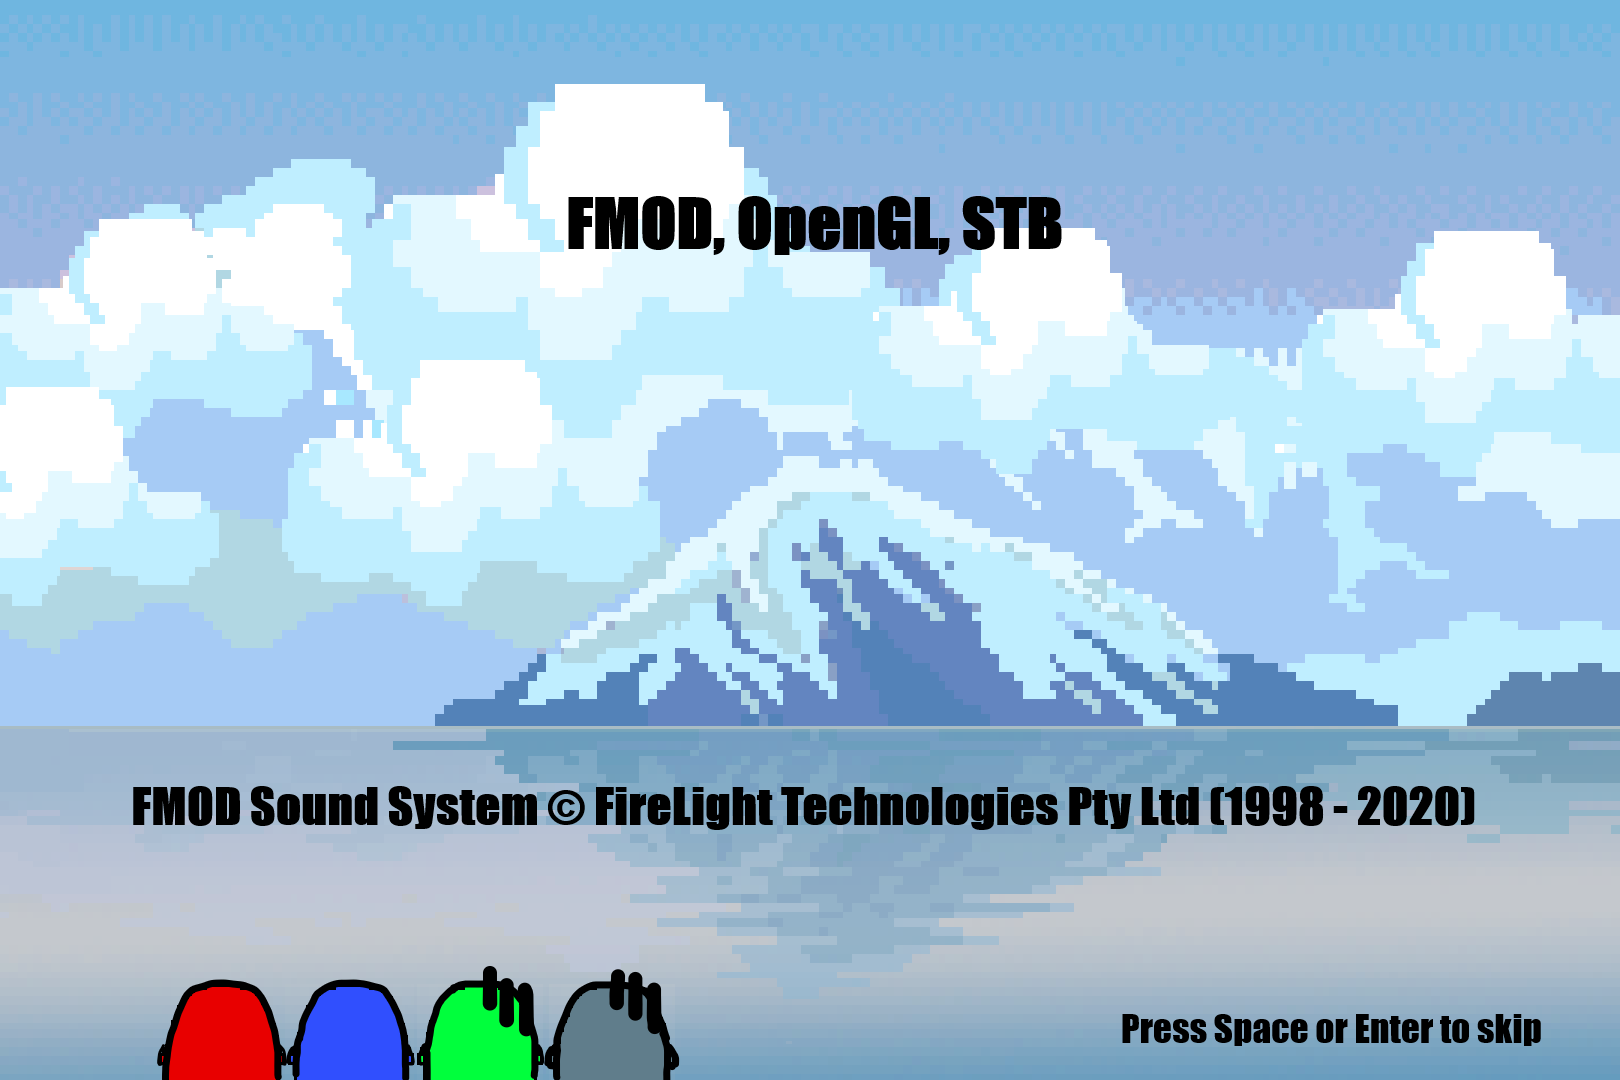 FMOD, OpenGL, STB
FMOD Sound System © FireLight Technologies Pty Ltd (1998 - 2020)
Press Space or Enter to skip